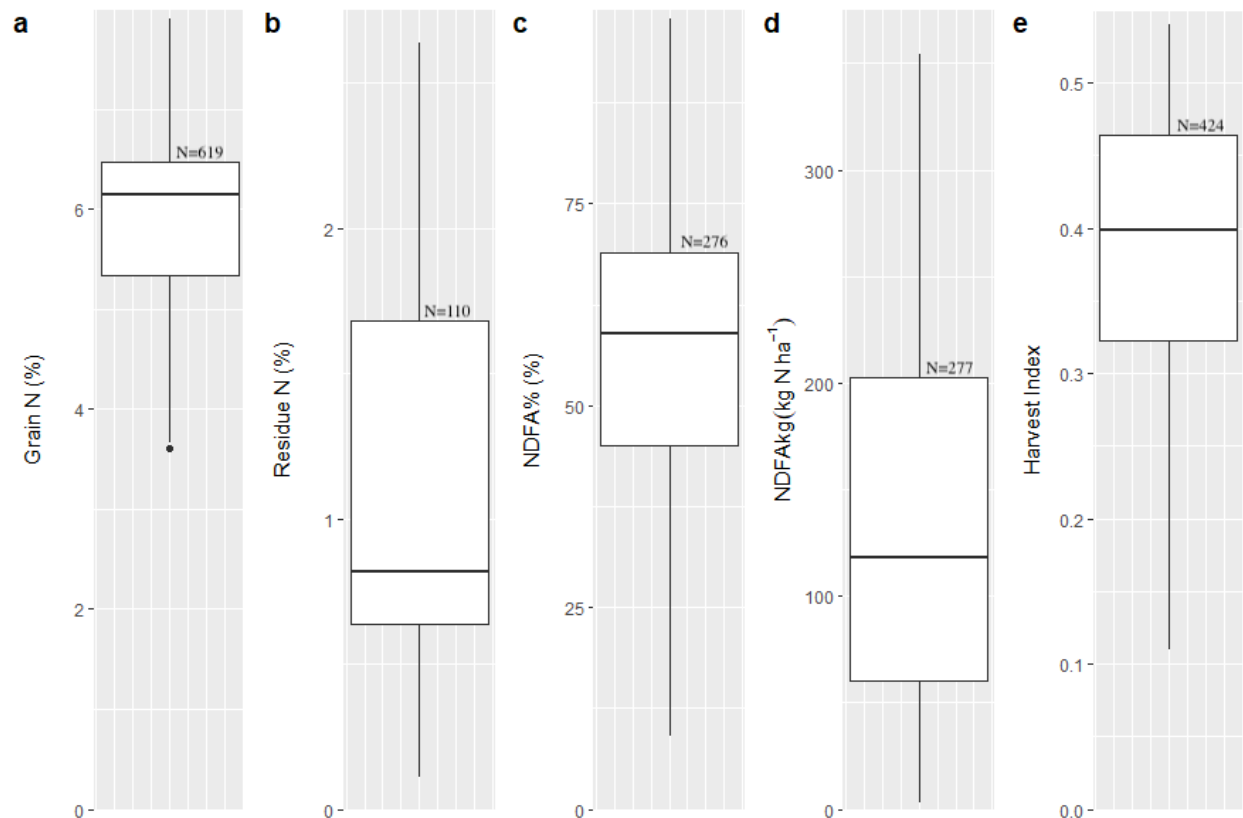 a
Grain N (%)
6
4
2
0
N=619
b
Residue N (%)
2
1
0
N=110
c
NDFA% (%)
75
50
25
0
N=276
d
NDFAkg(kg N ha⁻¹)
300
200
100
0
N=277
e
Harvest Index
0.5
0.4
0.3
0.2
0.1
0.0
N=424